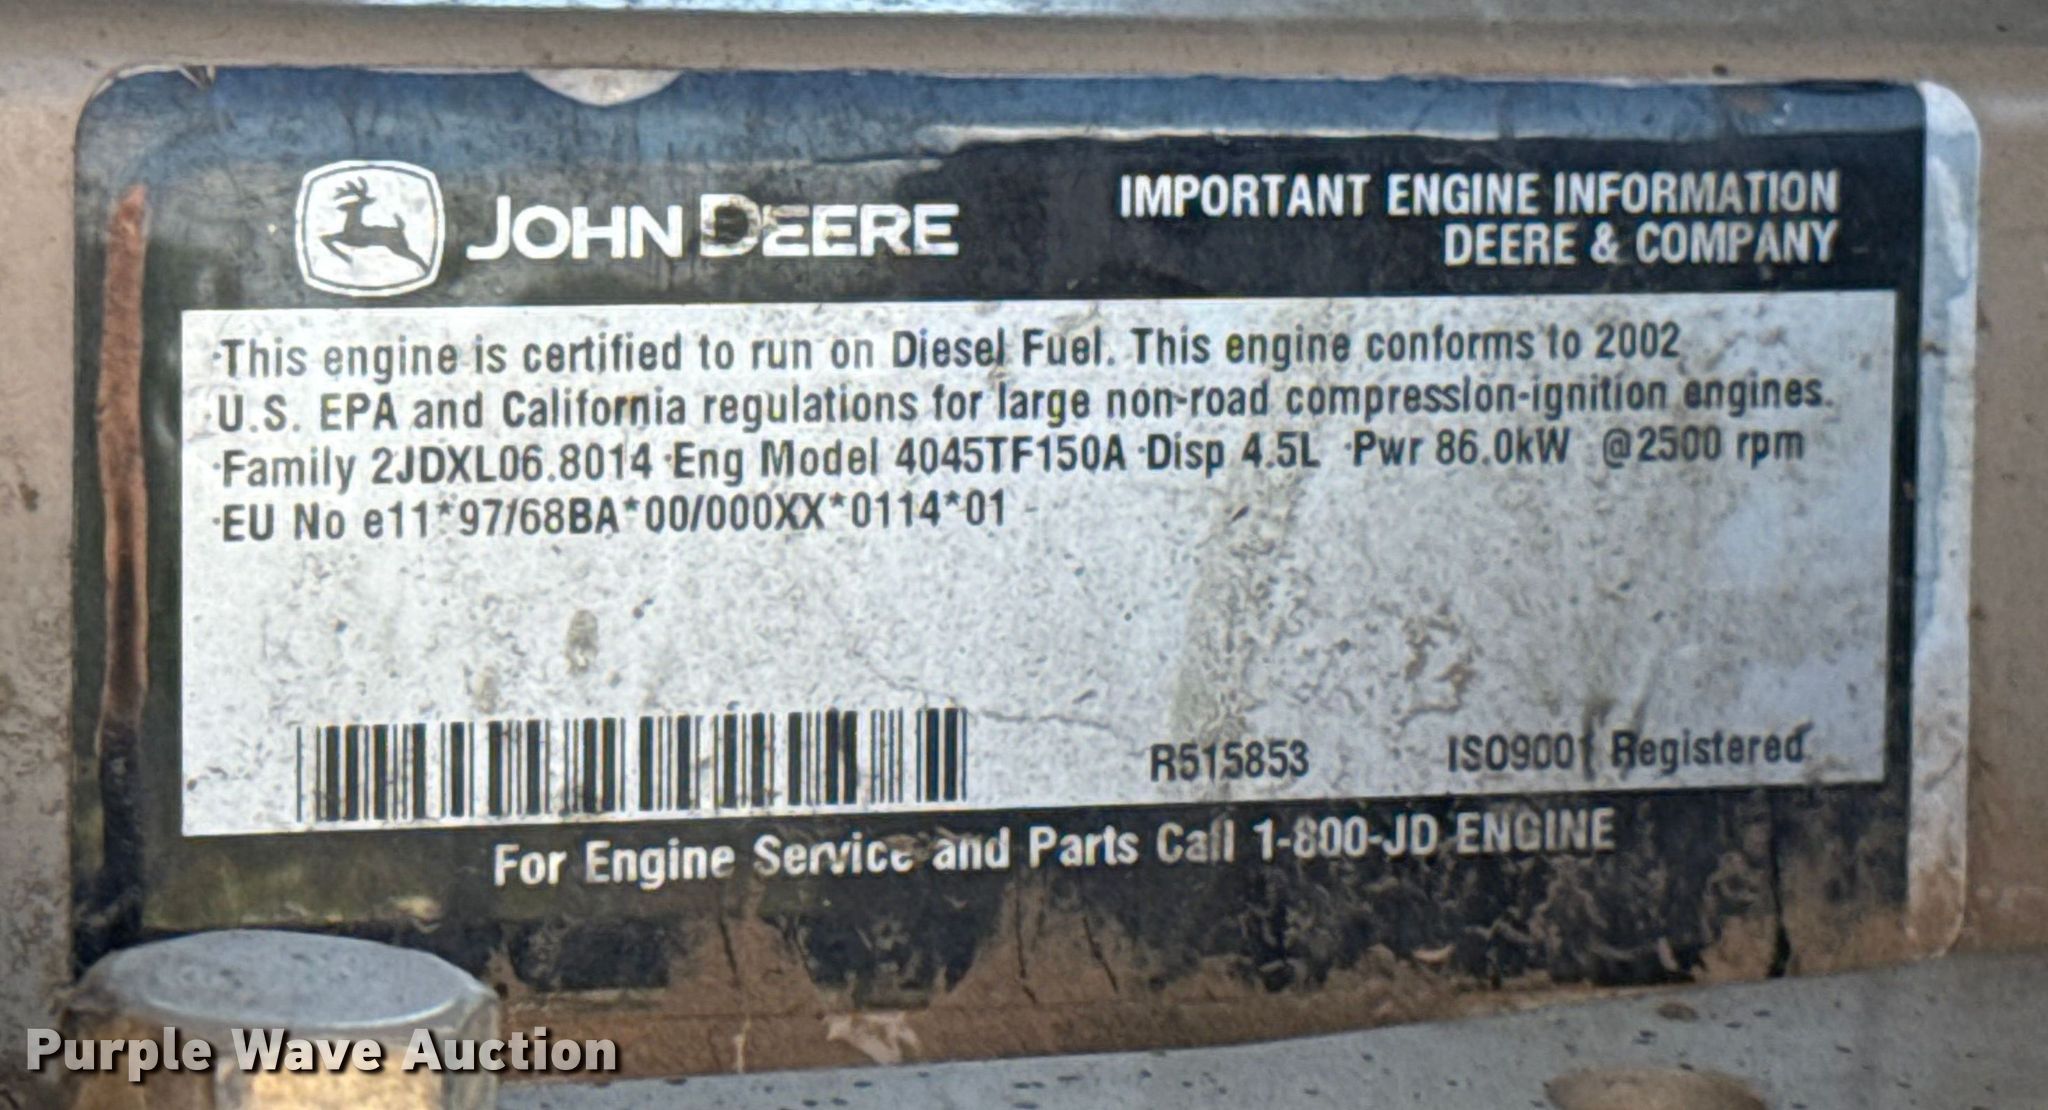 JOHN DEERE
IMPORTANT ENGINE INFORMATION
DEERE & COMPANY
·This engine is certified to run on Diesel Fuel. This engine conforms to 2002
·U.S. EPA and California regulations for large non-road compression-ignition engines.
·Family 2JDXL06.8014 ·Eng Model 4045TF150A ·Disp 4.5L ·Pwr 86.0kW @2500 rpm
·EU No e11*97/68BA*00/000XX*0114*01
R515853 ISO9001 Registered
For Engine Service and Parts Call 1-800-JD-ENGINE
Purple Wave Auction